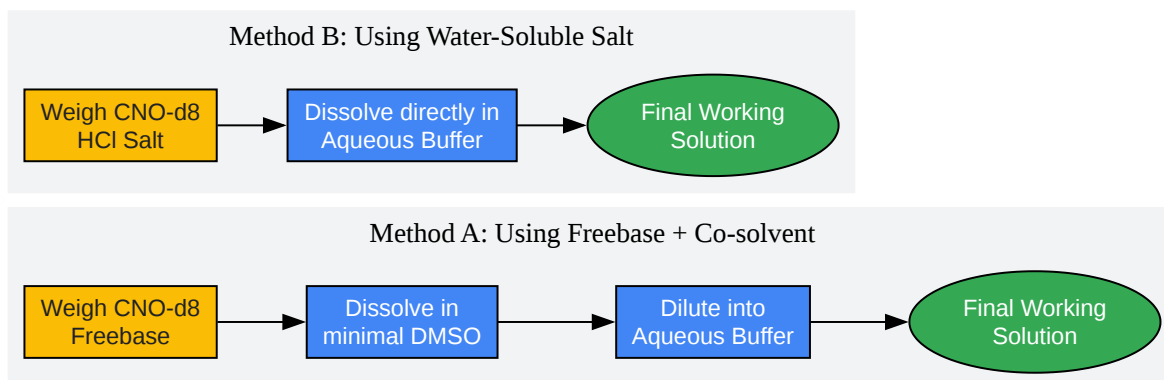 Method B: Using Water-Soluble Salt
Weigh CNO-d8
HCl Salt
Dissolve directly in
Aqueous Buffer
Final Working
Solution
Method A: Using Freebase + Co-solvent
Weigh CNO-d8
Freebase
Dissolve in
minimal DMSO
Dilute into
Aqueous Buffer
Final Working
Solution